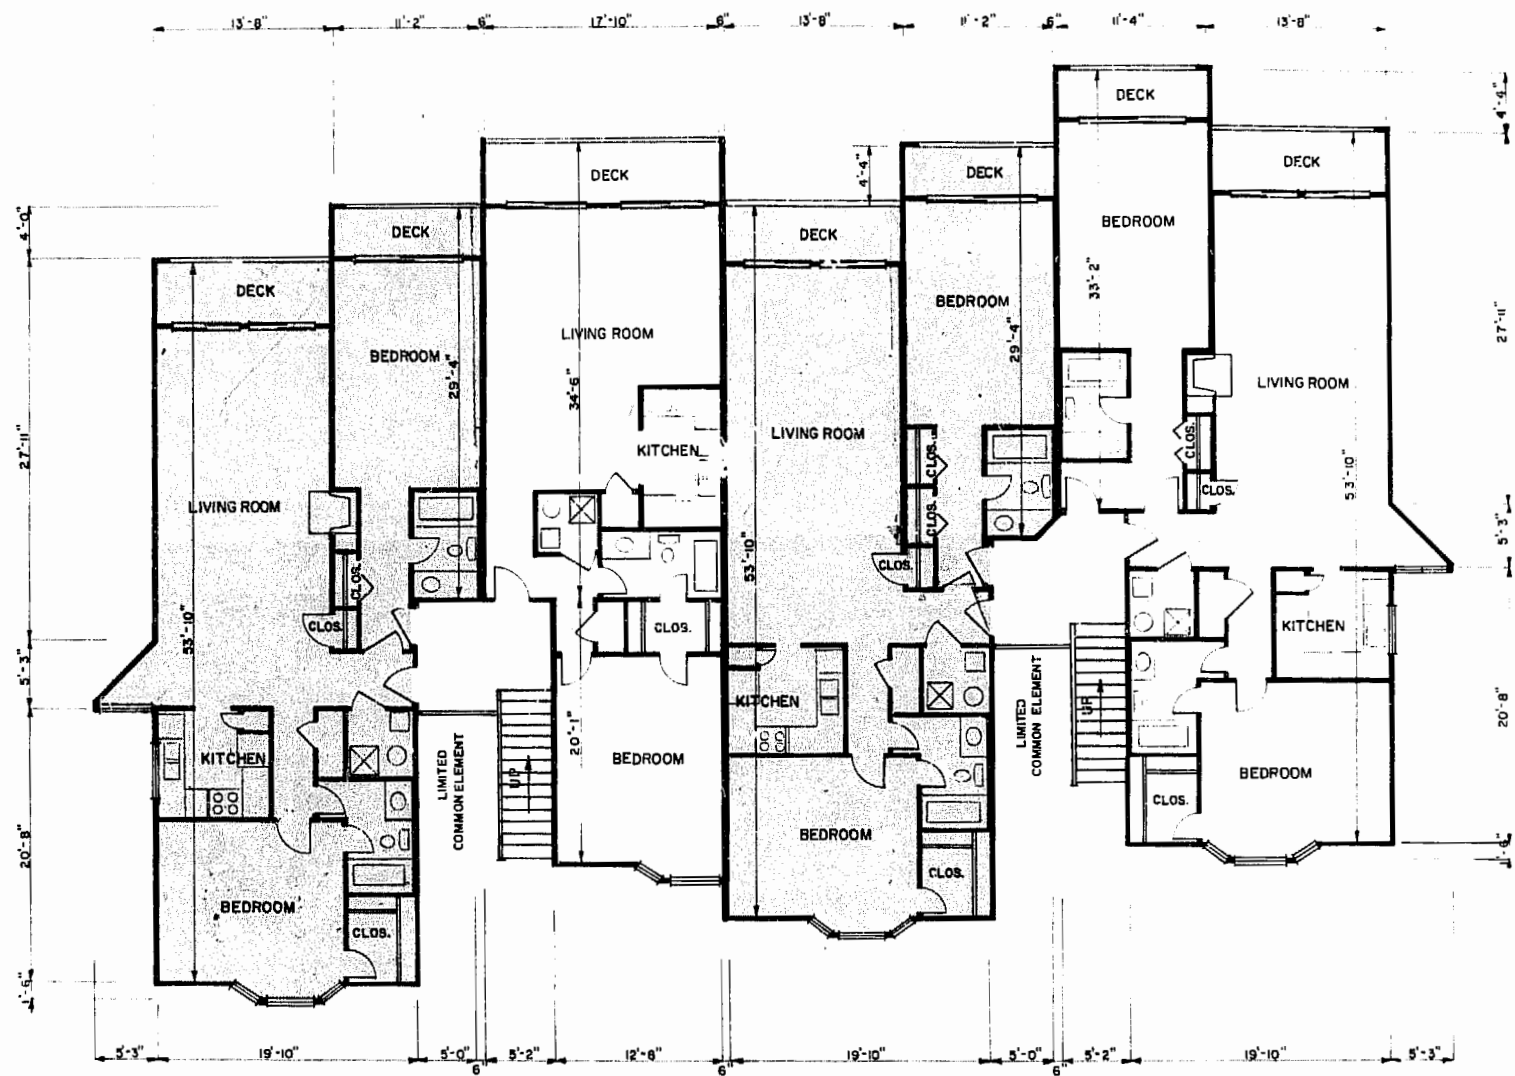 13'-8" 11'-2" 6" 17'-10" 6" 13'-8" 11'-2" 6" 11'-4" 13'-8"
DECK
4'-4"
DECK
DECK
4'-4"
DECK
DECK
4'-0"
DECK
DECK
BEDROOM
33'-2"
27'-11"
DECK
BEDROOM
LIVING ROOM
29'-4"
BEDROOM
29'-4"
34'-6"
LIVING ROOM
27'-11"
LIVING ROOM
KITCHEN
CLOS.
CLOS.
CLOS.
CLOS.
53'-10"
LIVING ROOM
53'-10"
CLOS.
5'-3"
CLOS.
CLOS.
CLOS.
KITCHEN
53'-10"
5'-3"
LIMITED
COMMON ELEMENT
UP
20'-8"
KITCHEN
20'-1"
BEDROOM
KITCHEN
LIMITED
COMMON ELEMENT
UP
BEDROOM
CLOS.
20'-8"
BEDROOM
1'-6"
CLOS.
BEDROOM
CLOS.
1'-6"
5'-3" 19'-10" 5'-0" 6" 5'-2" 12'-8" 6" 19'-10" 5'-0" 6" 5'-2" 19'-10" 5'-3"